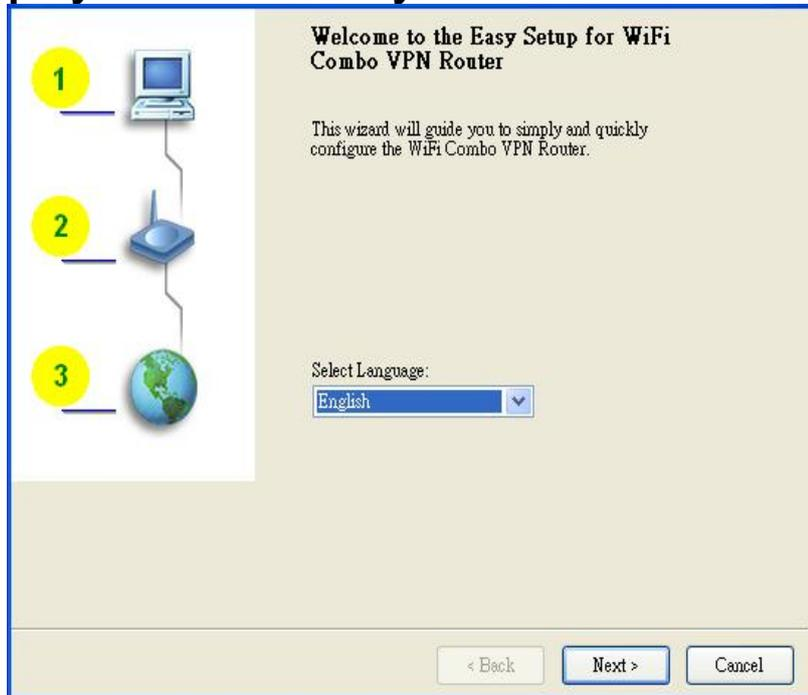 Welcome to the Easy Setup for WiFi
Combo VPN Router
1
This wizard will guide you to simply and quickly
configure the WiFi Combo VPN Router.
2
3
Select Language:
English
< Back
Next >
Cancel